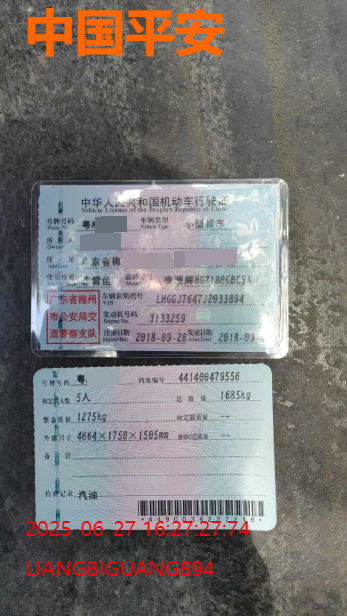 中国平安
中华人民共和国机动车行驶证
Vehicle License of the People's Republic of China
号牌号码 粤 车辆类型 小型轿车
Plate No. Vehicle Type
所有人
Owner
住址 广东省梅
Address
使用性质 非营运 品牌型号 HG7180GBC5A
广东省梅州
市公安局交
通警察支队
车辆识别代号 LHGGJ7647J2033894
VIN
发动机号码 3133259
Engine No.
注册日期 2018-09-28 发证日期 2018-09
Register Date Issue Date
号牌号码 粤 档案编号 441400479556
核定载人数 5人 总质量 1685kg
整备质量 1275kg 核定载质量 --
外廓尺寸 4664×1750×1505mm --
备注
检验记录 汽油
2025-06-27 16:27:27:74
LIANGBIGUANG894